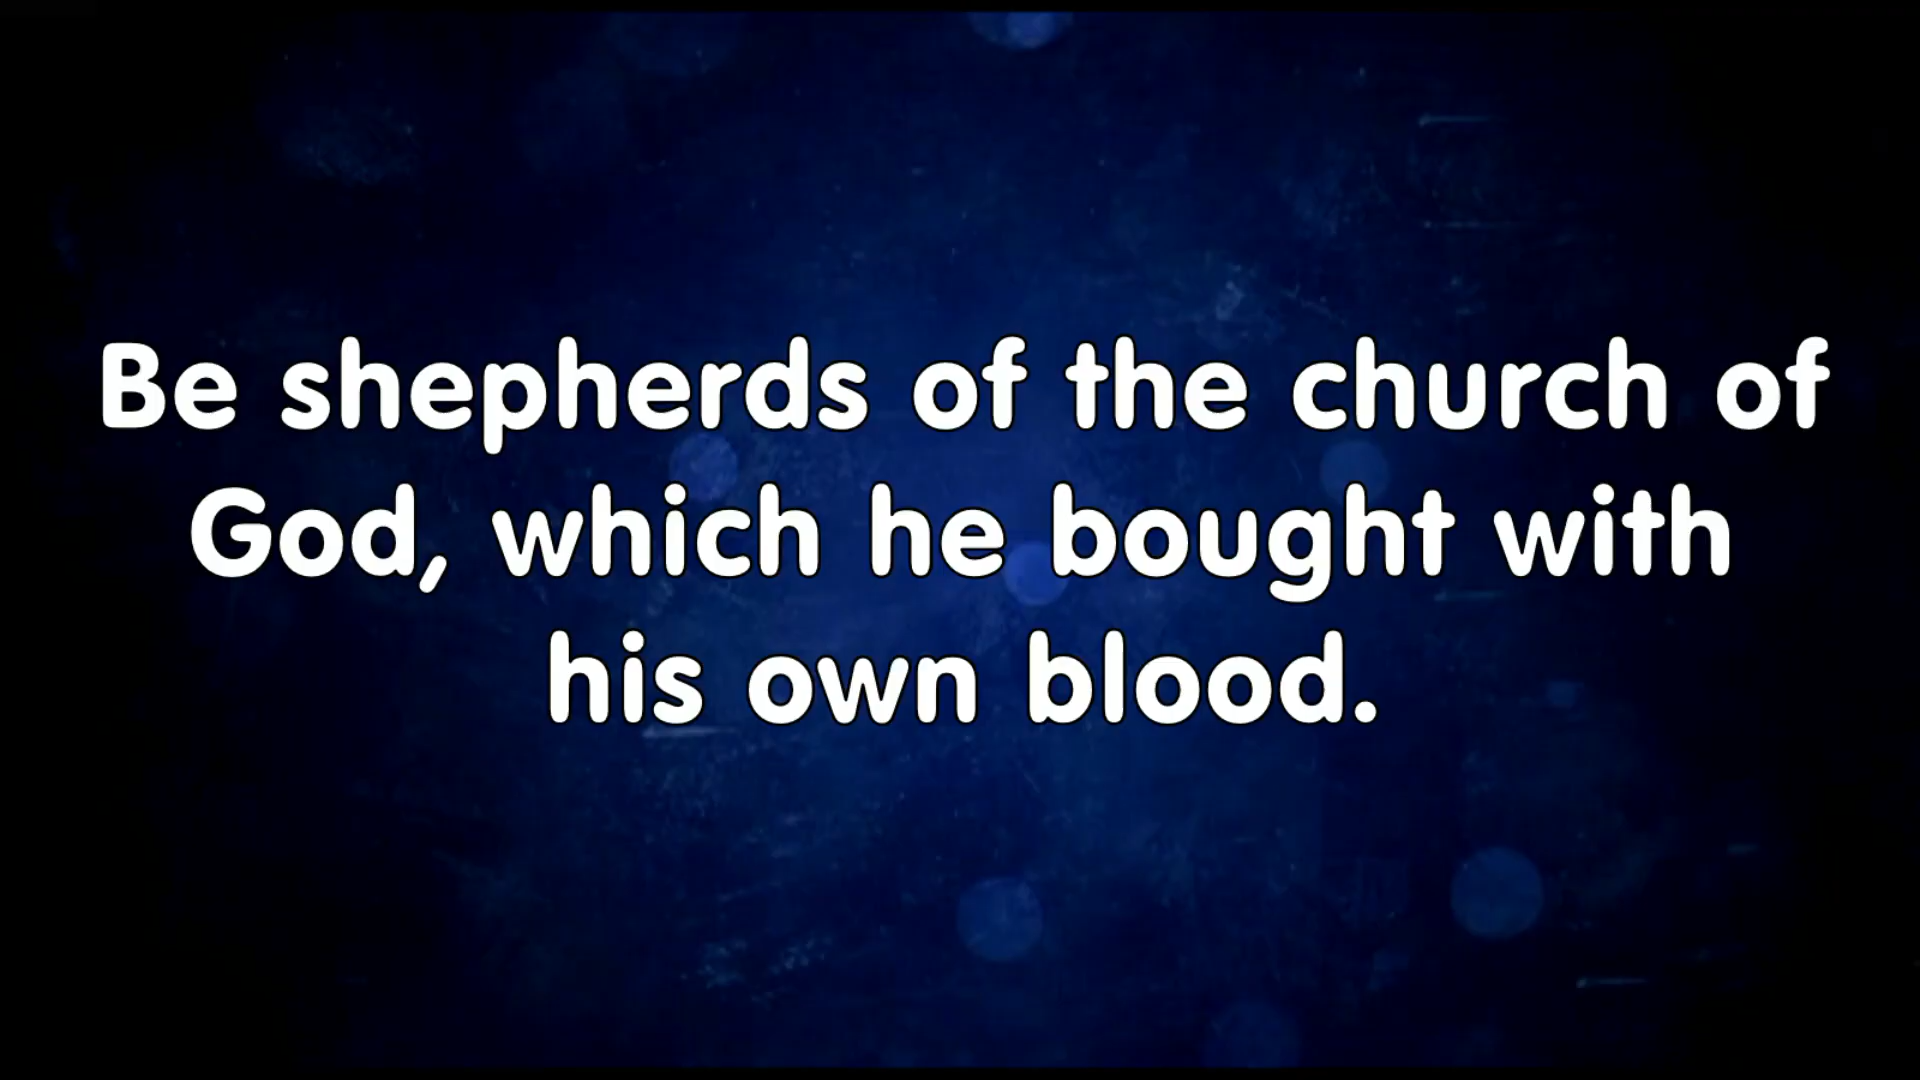 Be shepherds of the church of
God, which he bought with
his own blood.